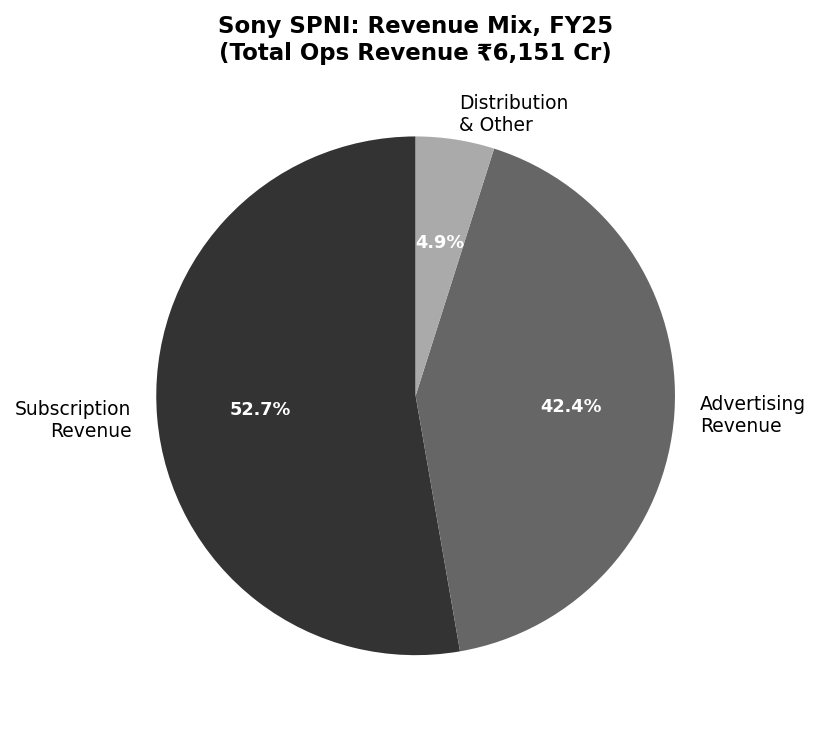 Sony SPNI: Revenue Mix, FY25
(Total Ops Revenue ₹6,151 Cr)
Distribution
& Other
4.9%
52.7%
42.4%
Subscription
Revenue
Advertising
Revenue